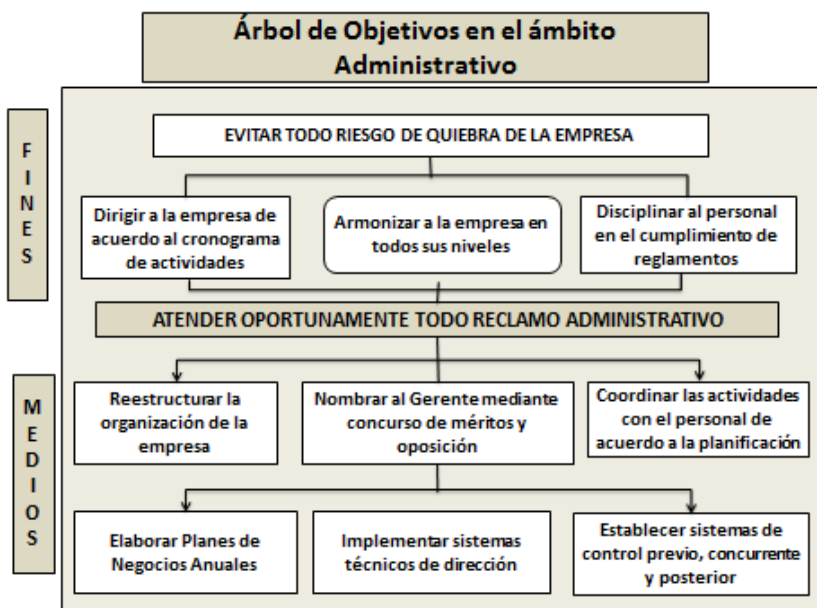 Árbol de Objetivos en el ámbito
Administrativo
FINES
EVITAR TODO RIESGO DE QUIEBRA DE LA EMPRESA
Dirigir a la empresa de
acuerdo al cronograma
de actividades
Armonizar a la empresa en
todos sus niveles
Disciplinar al personal
en el cumplimiento de
reglamentos
ATENDER OPORTUNAMENTE TODO RECLAMO ADMINISTRATIVO
MEDIOS
Reestructurar la
organización de la
empresa
Nombrar al Gerente mediante
concurso de méritos y
oposición
Coordinar las actividades
con el personal de
acuerdo a la planificación
Elaborar Planes de
Negocios Anuales
Implementar sistemas
técnicos de dirección
Establecer sistemas de
control previo, concurrente
y posterior